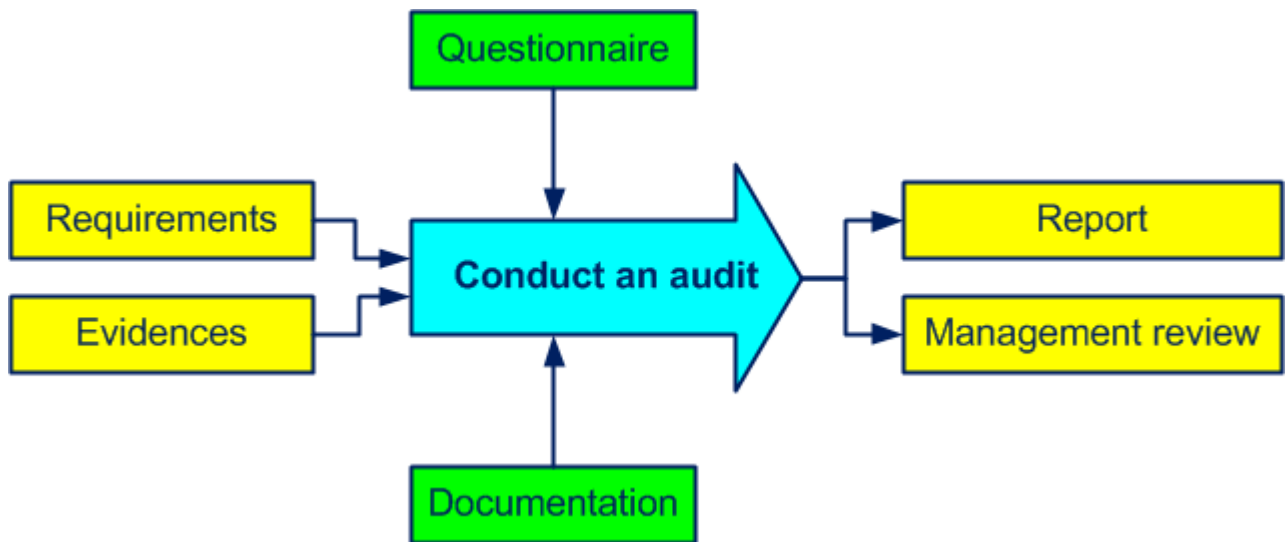 Questionnaire
Requirements
Report
Conduct an audit
Evidences
Management review
Documentation